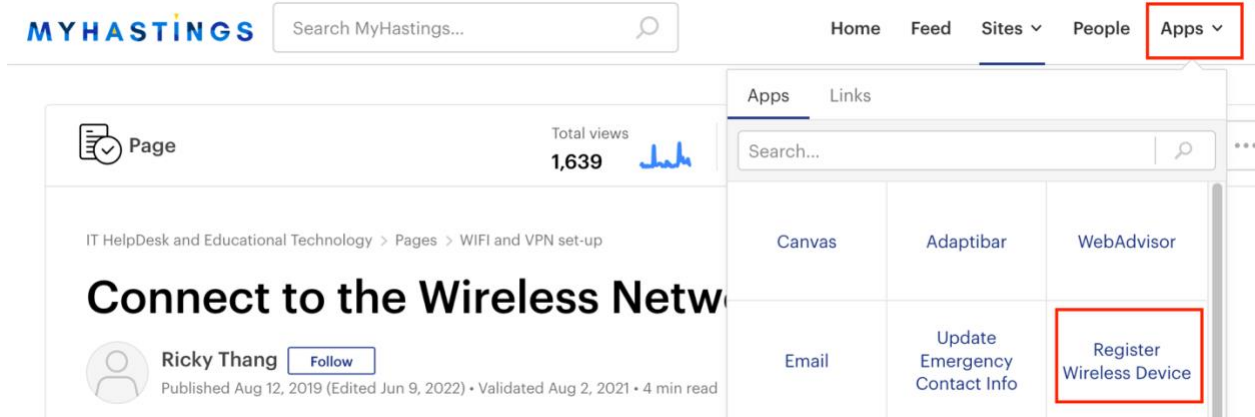 MYHASTINGS
Search MyHastings...
Home Feed Sites People Apps
Apps Links
Page
Total views
1,639
Search...
IT HelpDesk and Educational Technology > Pages > WIFI and VPN set-up
Canvas
Adaptibar
WebAdvisor
Connect to the Wireless
Ricky Thang
Follow
Published Aug 12, 2019 (Edited Jun 9, 2022) • Validated Aug 2, 2021 • 4 min read
Email
Update
Emergency
Contact Info
Register
Wireless Device